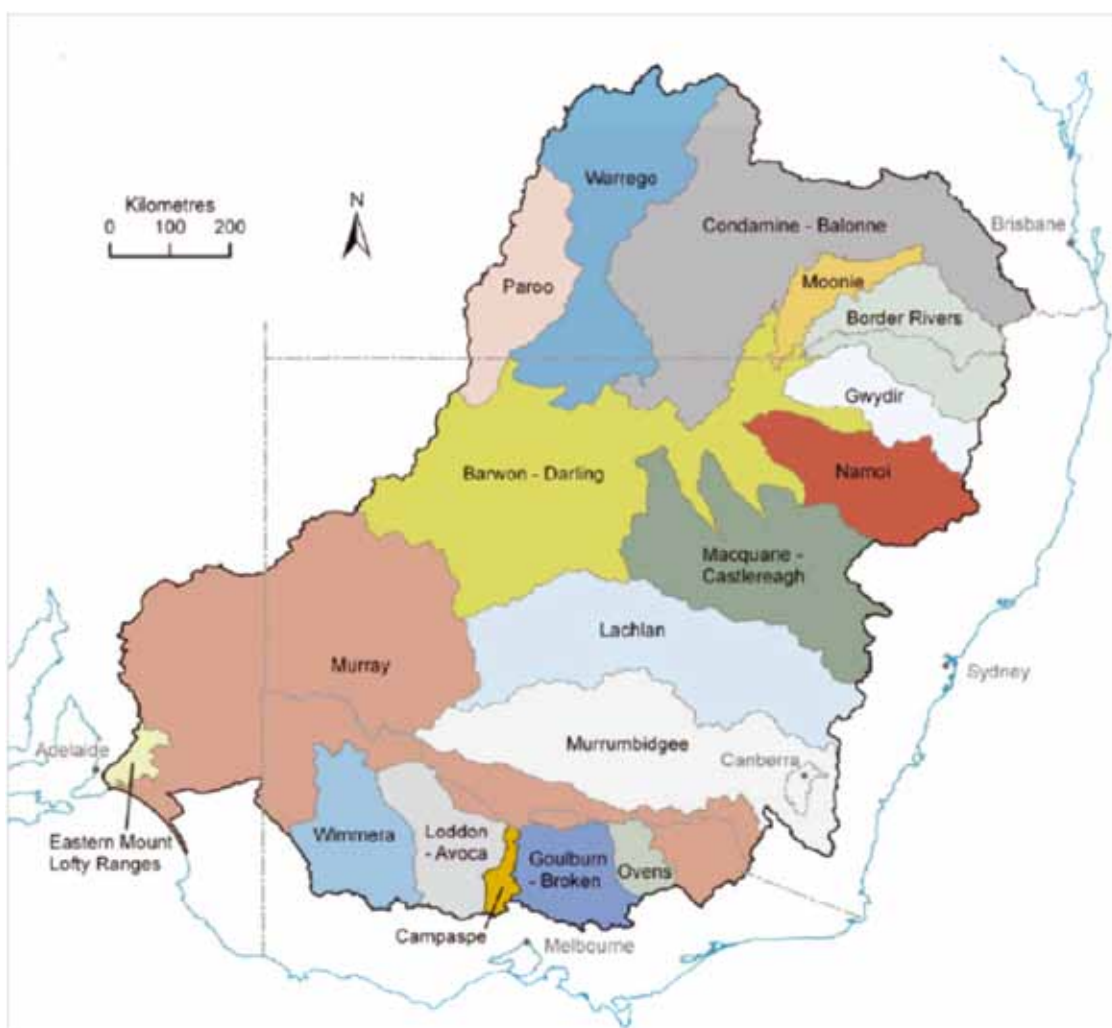 Kilometres
0 100 200
N
Warrego
Condamine - Balonne
Brisbane
Paroo
Moonie
Border Rivers
Gwydir
Barwon - Darling
Namoi
Macquarie -
Castlereagh
Lachlan
Murray
Sydney
Murrumbidgee
Adelaide
Canberra
Eastern Mount
Lofty Ranges
Wimmera
Loddon
- Avoca
Goulburn
- Broken
Ovens
Campaspe
Melbourne